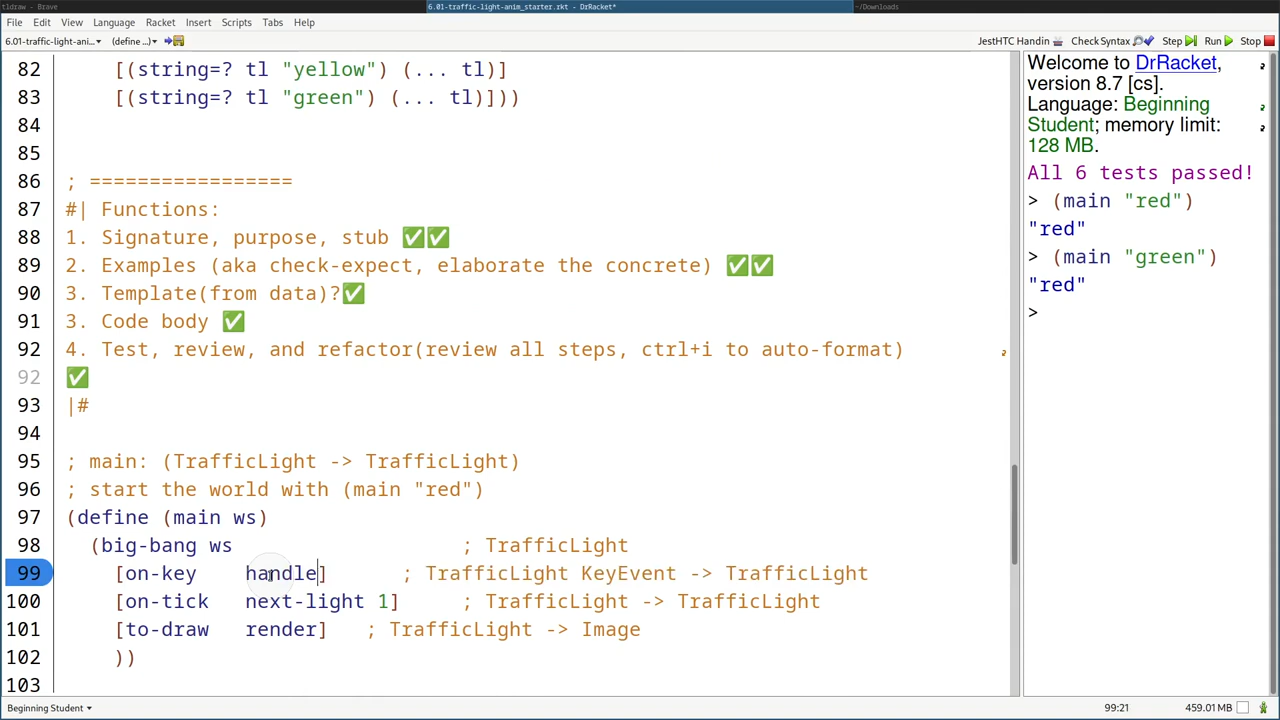 tldraw - Brave
6.01-traffic-light-anim_starter.rkt - DrRacket*
~/Downloads
File Edit View Language Racket Insert Scripts Tabs Help
6.01-traffic-light-ani...▾ (define ...)▾
JestHTC Handin Check Syntax Step Run Stop
82 [(string=? tl "yellow") (... tl)]
83 [(string=? tl "green") (... tl)]))
84
85
86 ; =================
87 #| Functions:
88 1. Signature, purpose, stub ✅✅
89 2. Examples (aka check-expect, elaborate the concrete) ✅✅
90 3. Template(from data)?✅
91 3. Code body ✅
92 4. Test, review, and refactor(review all steps, ctrl+i to auto-format)
92 ✅
93 |#
94
95 ; main: (TrafficLight -> TrafficLight)
96 ; start the world with (main "red")
97 (define (main ws)
98 (big-bang ws ; TrafficLight
99 [on-key handle] ; TrafficLight KeyEvent -> TrafficLight
100 [on-tick next-light 1] ; TrafficLight -> TrafficLight
101 [to-draw render] ; TrafficLight -> Image
102 ))
103
Welcome to DrRacket,
version 8.7 [cs].
Language: Beginning
Student; memory limit:
128 MB.
All 6 tests passed!
> (main "red")
"red"
> (main "green")
"red"
>
Beginning Student ▾
99:21
459.01 MB